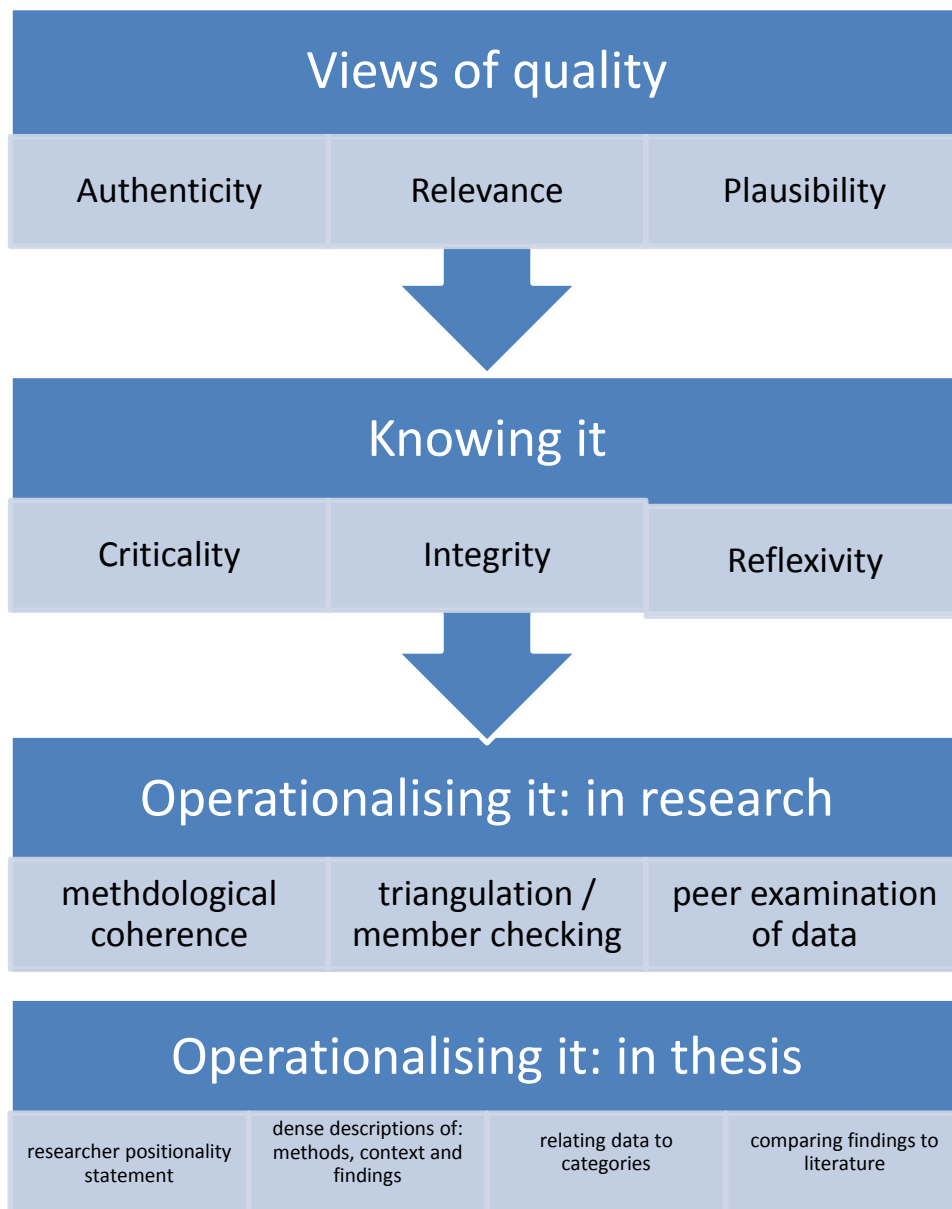 Views of quality
Authenticity
Relevance
Plausibility
Knowing it
Criticality
Integrity
Reflexivity
Operationalising it: in research
methdological
coherence
triangulation /
member checking
peer examination
of data
Operationalising it: in thesis
researcher positionality
statement
dense descriptions of:
methods, context and
findings
relating data to
categories
comparing findings to
literature